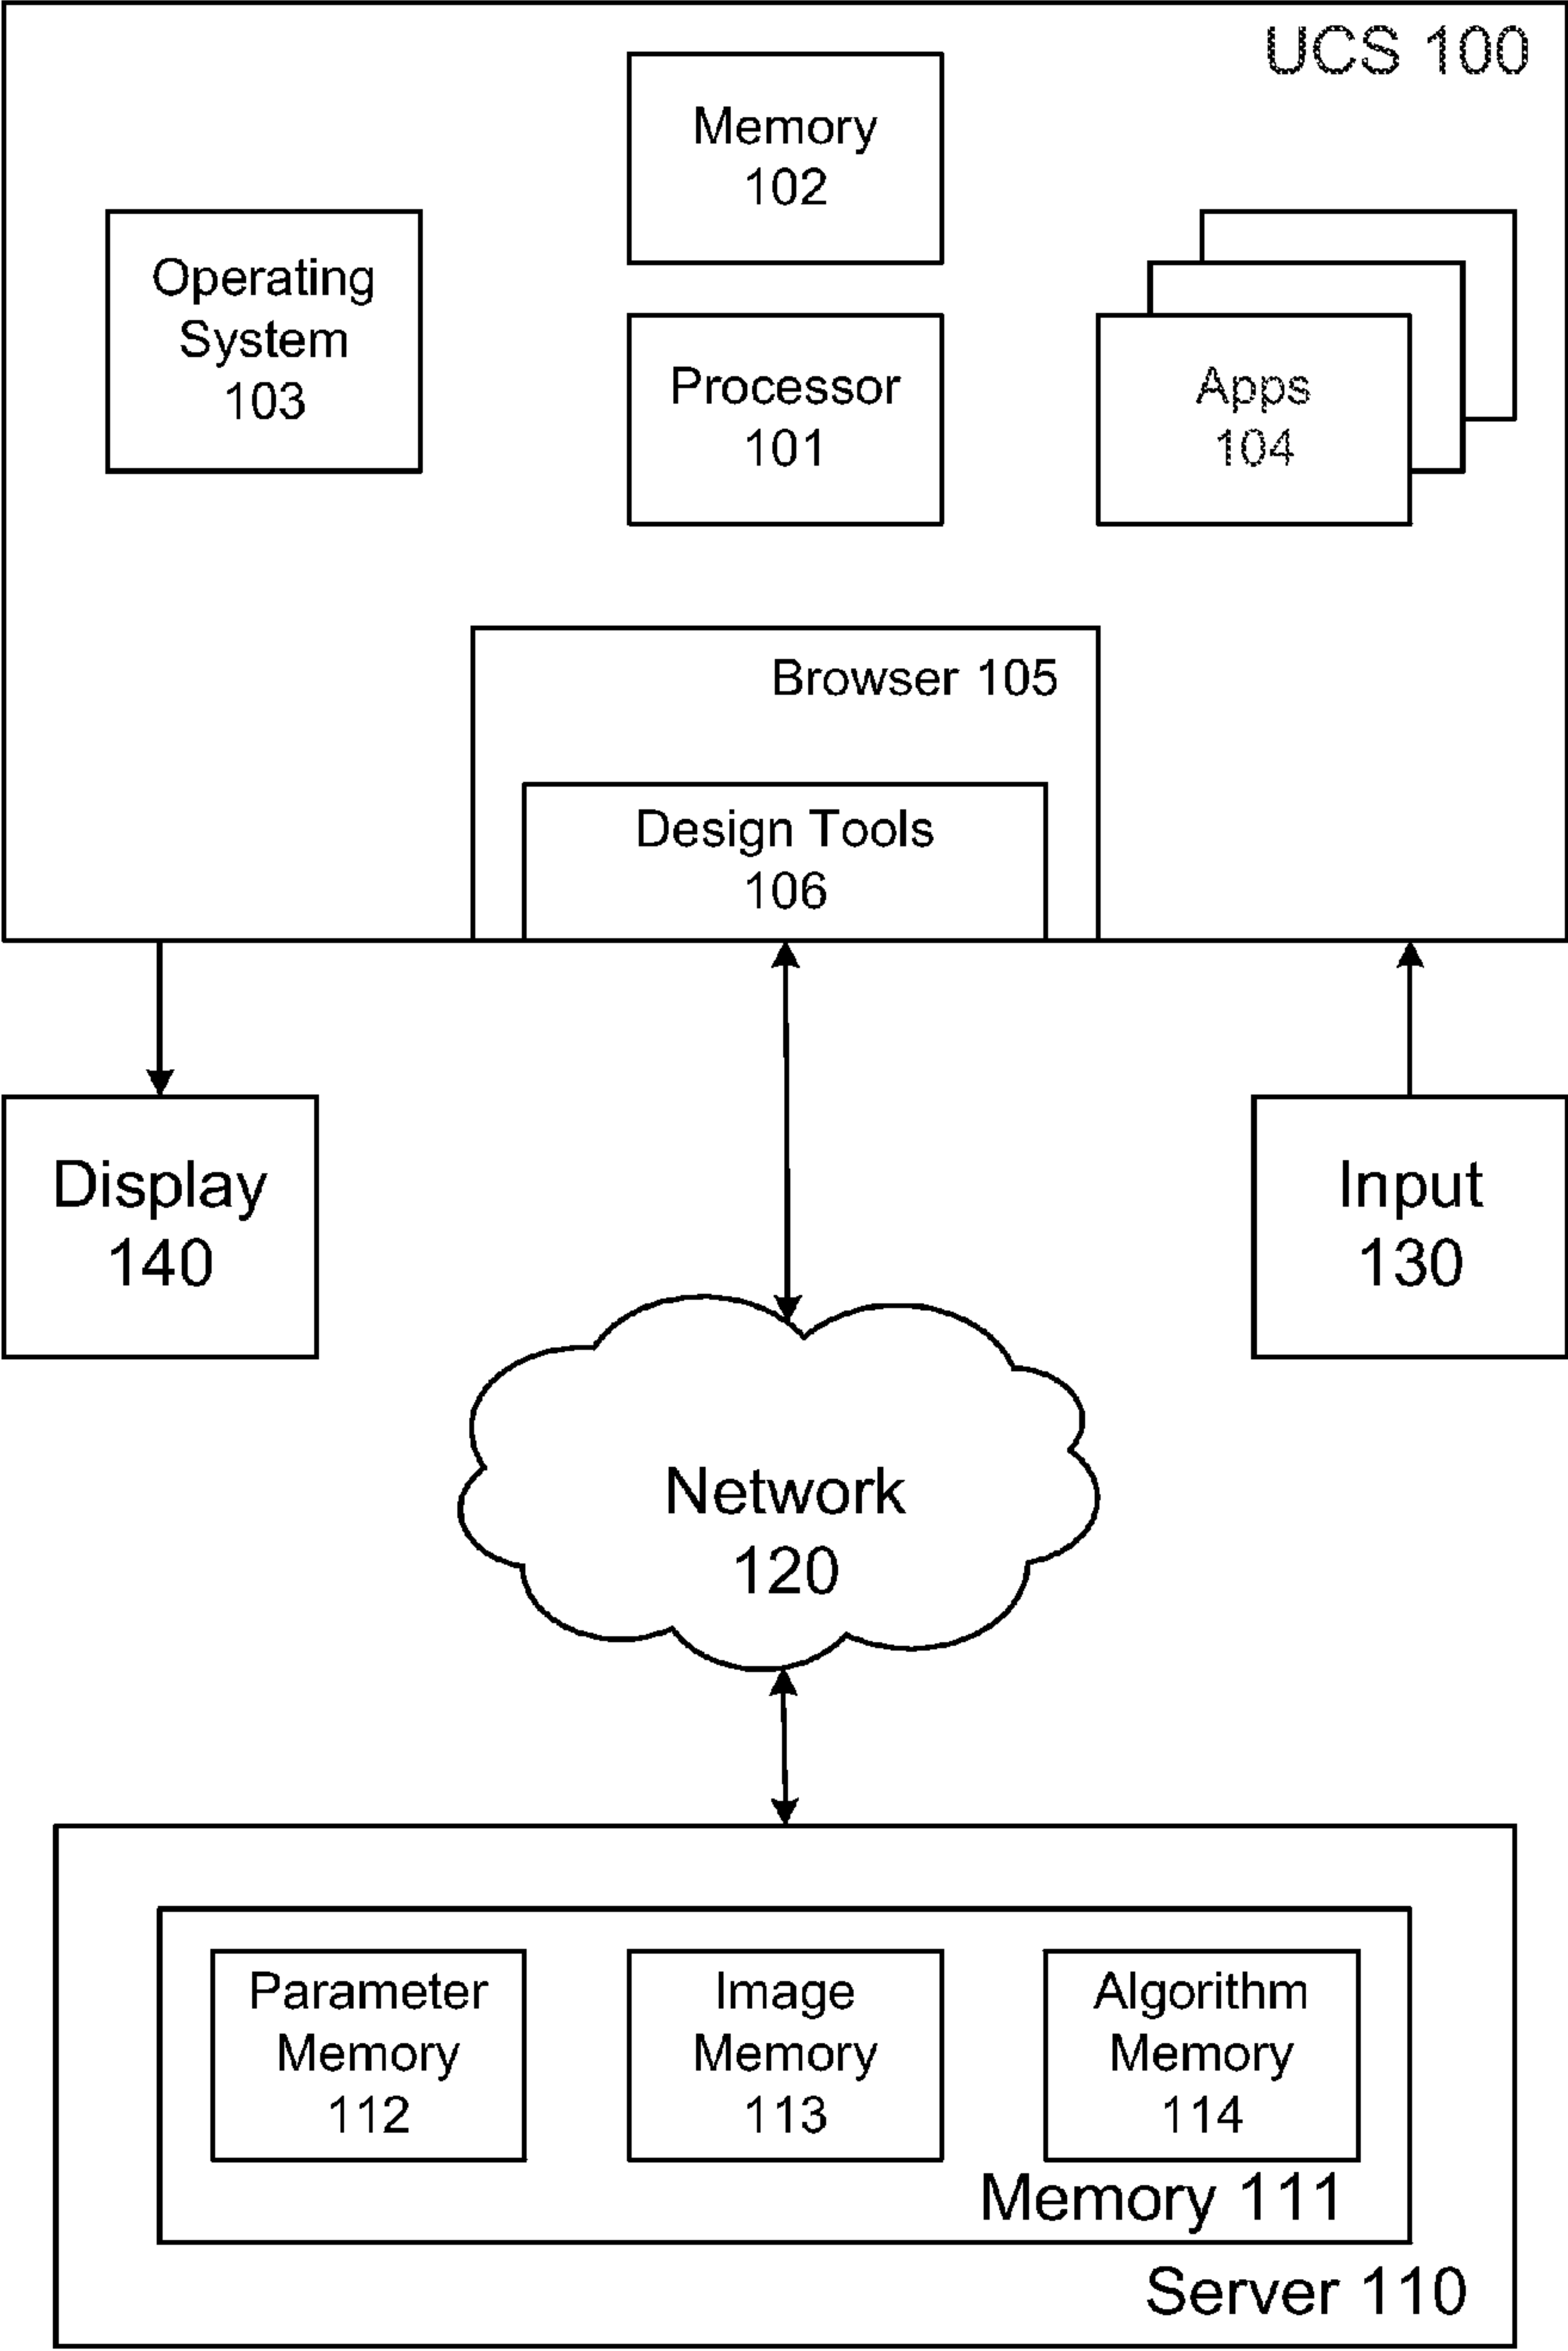 UCS 100
Memory
102
Operating
System
103
Processor
101
Apps
104
Browser 105
Design Tools
106
Display
140
Input
130
Network
120
Parameter
Memory
112
Image
Memory
113
Algorithm
Memory
114
Memory 111
Server 110